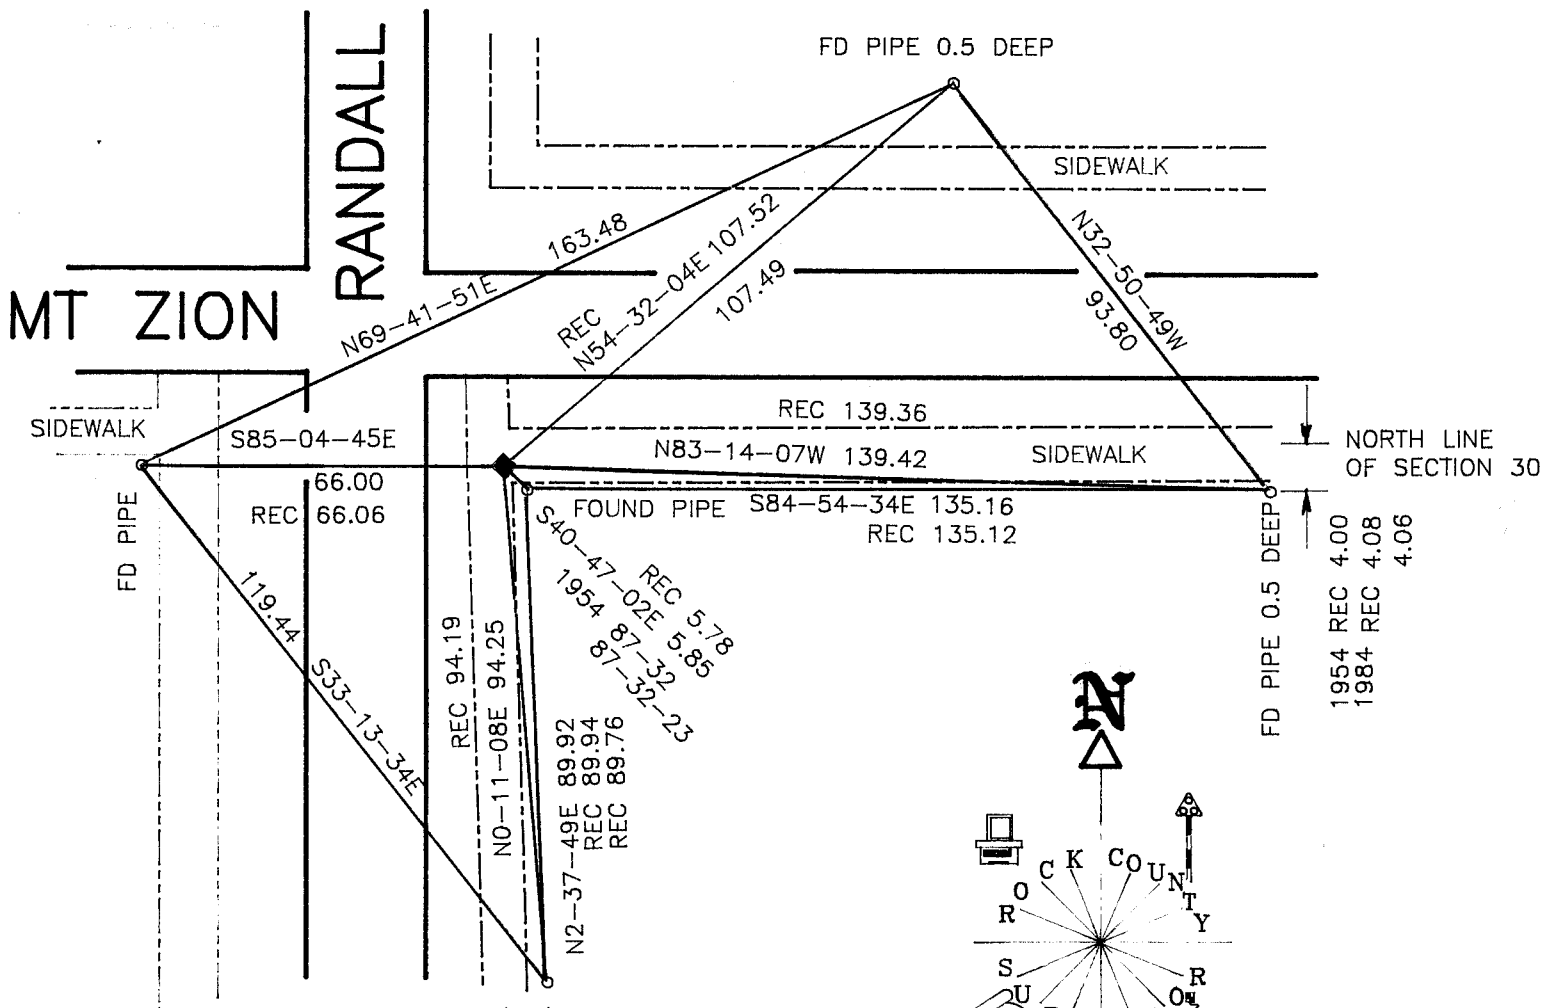 FD PIPE 0.5 DEEP
RANDALL
SIDEWALK
MT ZION
N69-41-51E 163.48
REC
N54-32-04E 107.52
107.49
N32-50-49W
93.80
SIDEWALK
S85-04-45E
66.00
REC 66.06
FD PIPE
REC 139.36
N83-14-07W 139.42
SIDEWALK
FOUND PIPE
S84-54-34E 135.16
REC 135.12
NORTH LINE
OF SECTION 30
FD PIPE 0.5 DEEP
1954 REC 4.00
1984 REC 4.08
4.06
REC 5.78
S40-47-02E 5.85
1954 87-32
87-32-23
119.44
S33-13-34E
REC 94.19
N0-11-08E 94.25
N2-37-49E 89.92
REC 89.94
REC 89.76
N
ROCK COUNTY
SU
RO